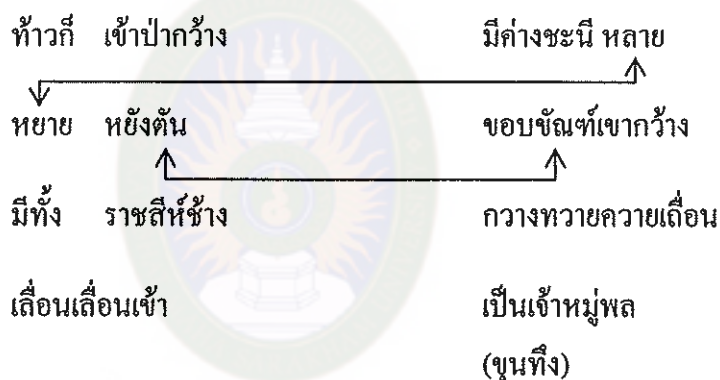 ท้าวก็ เข้าป่ากว้าง มีค่างชะนี หลาย
หยาย หยังตัน ขอบขัณฑ์เขากว้าง
มีทั้ง ราชสีห์ช้าง กวางทวายควายเถื่อน
เลื่อนเลื่อนเข้า เป็นเจ้าหมู่พล
(ขุนทึง)